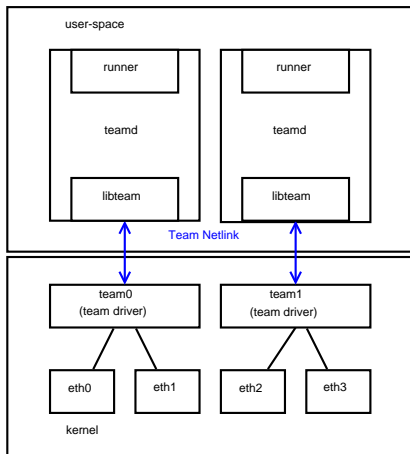 user-space
runner
runner
teamd
teamd
libteam
libteam
Team Netlink
team0
(team driver)
team1
(team driver)
eth0
eth1
eth2
eth3
kernel